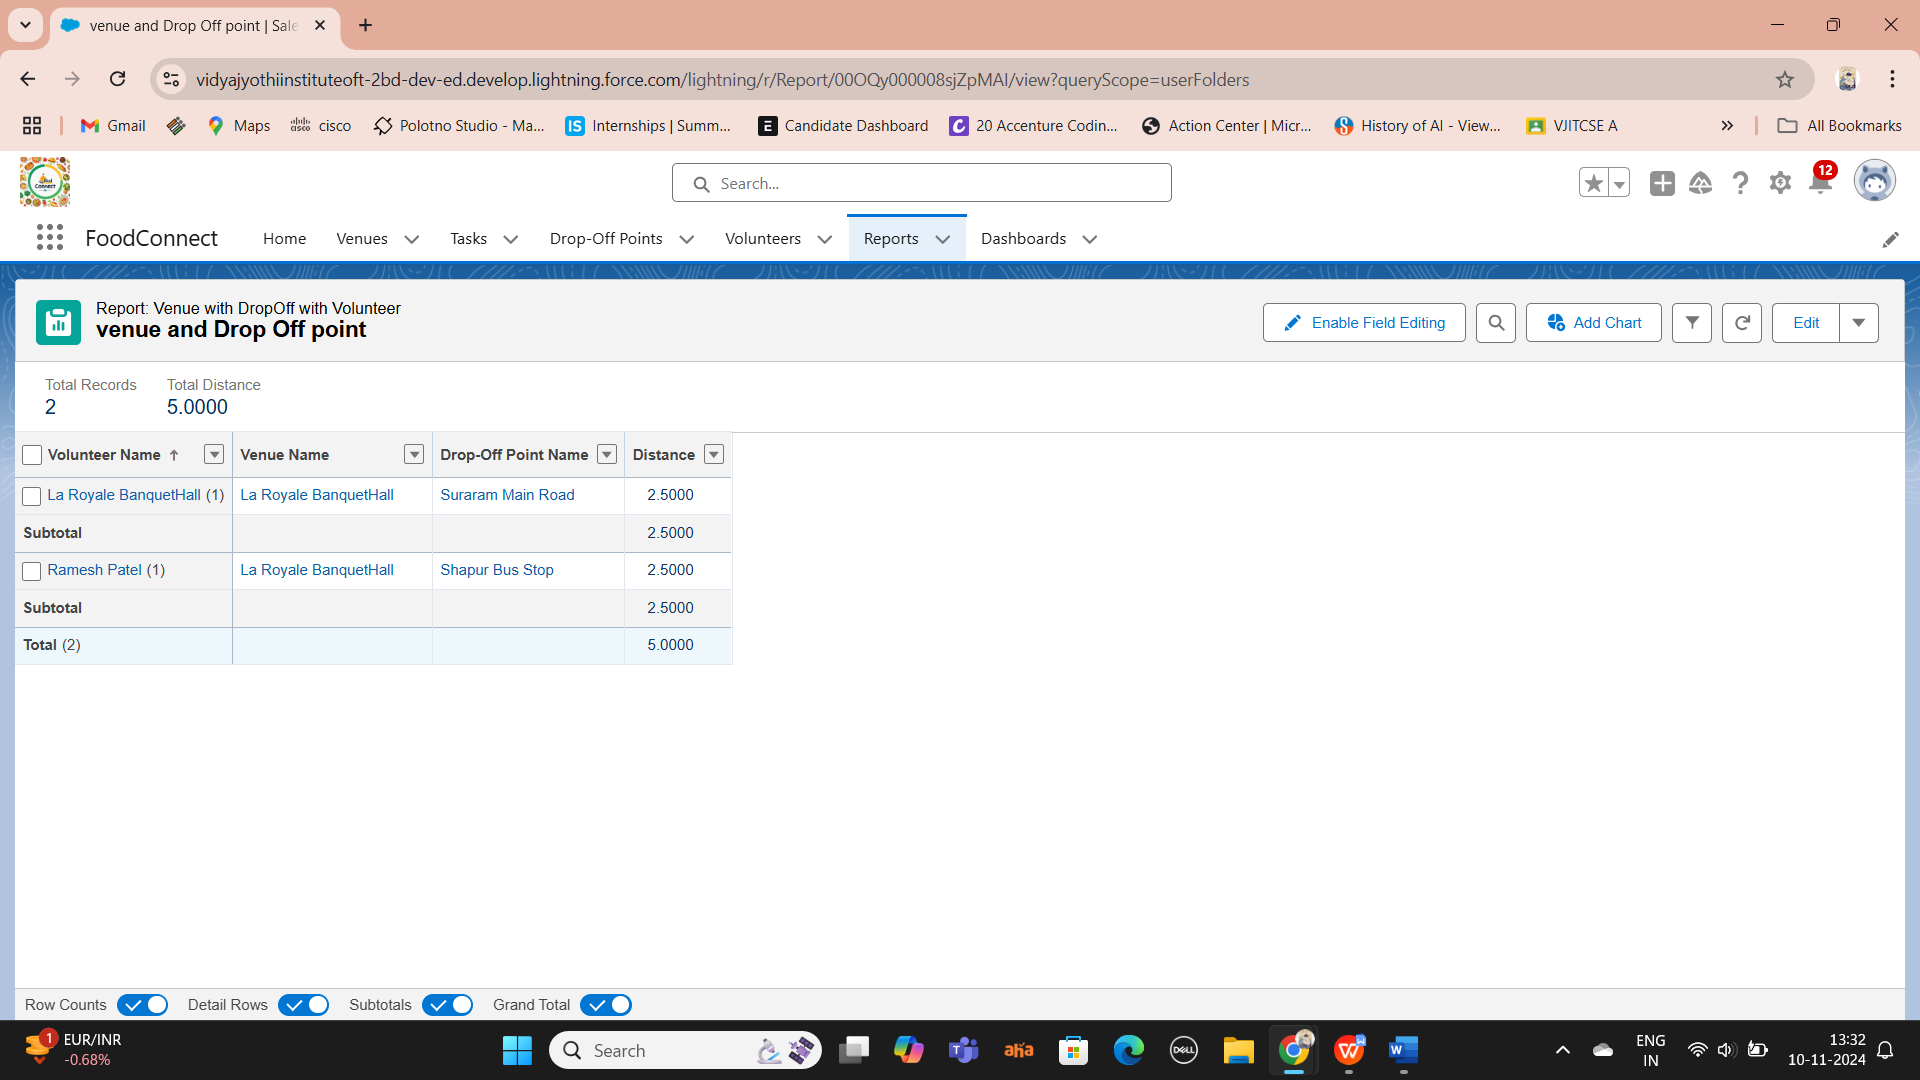 venue and Drop Off point | Sale
vidyajyothiinstituteoft-2bd-dev-ed.develop.lightning.force.com/lightning/r/Report/00OQy000008sjZpMAI/view?queryScope=userFolders
Gmail Maps cisco Polotno Studio - Ma... Internships | Summ... Candidate Dashboard 20 Accenture Codin... Action Center | Micr... History of AI - View... VJITCSE A » All Bookmarks
Search...
12
FoodConnect Home Venues Tasks Drop-Off Points Volunteers Reports Dashboards
Report: Venue with DropOff with Volunteer
venue and Drop Off point
Enable Field Editing Add Chart Edit
Total Records Total Distance
2 5.0000
Volunteer Name ↑ Venue Name Drop-Off Point Name Distance
La Royale BanquetHall (1) La Royale BanquetHall Suraram Main Road 2.5000
Subtotal 2.5000
Ramesh Patel (1) La Royale BanquetHall Shapur Bus Stop 2.5000
Subtotal 2.5000
Total (2) 5.0000
Row Counts Detail Rows Subtotals Grand Total
1 EUR/INR
-0.68%
Search
aha
DELL
ENG
IN
13:32
10-11-2024